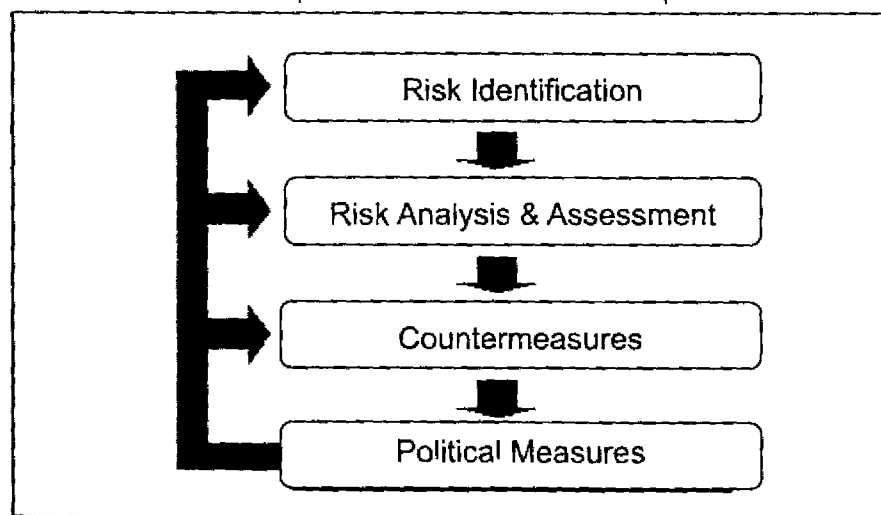 Risk Identification
Risk Analysis & Assessment
Countermeasures
Political Measures